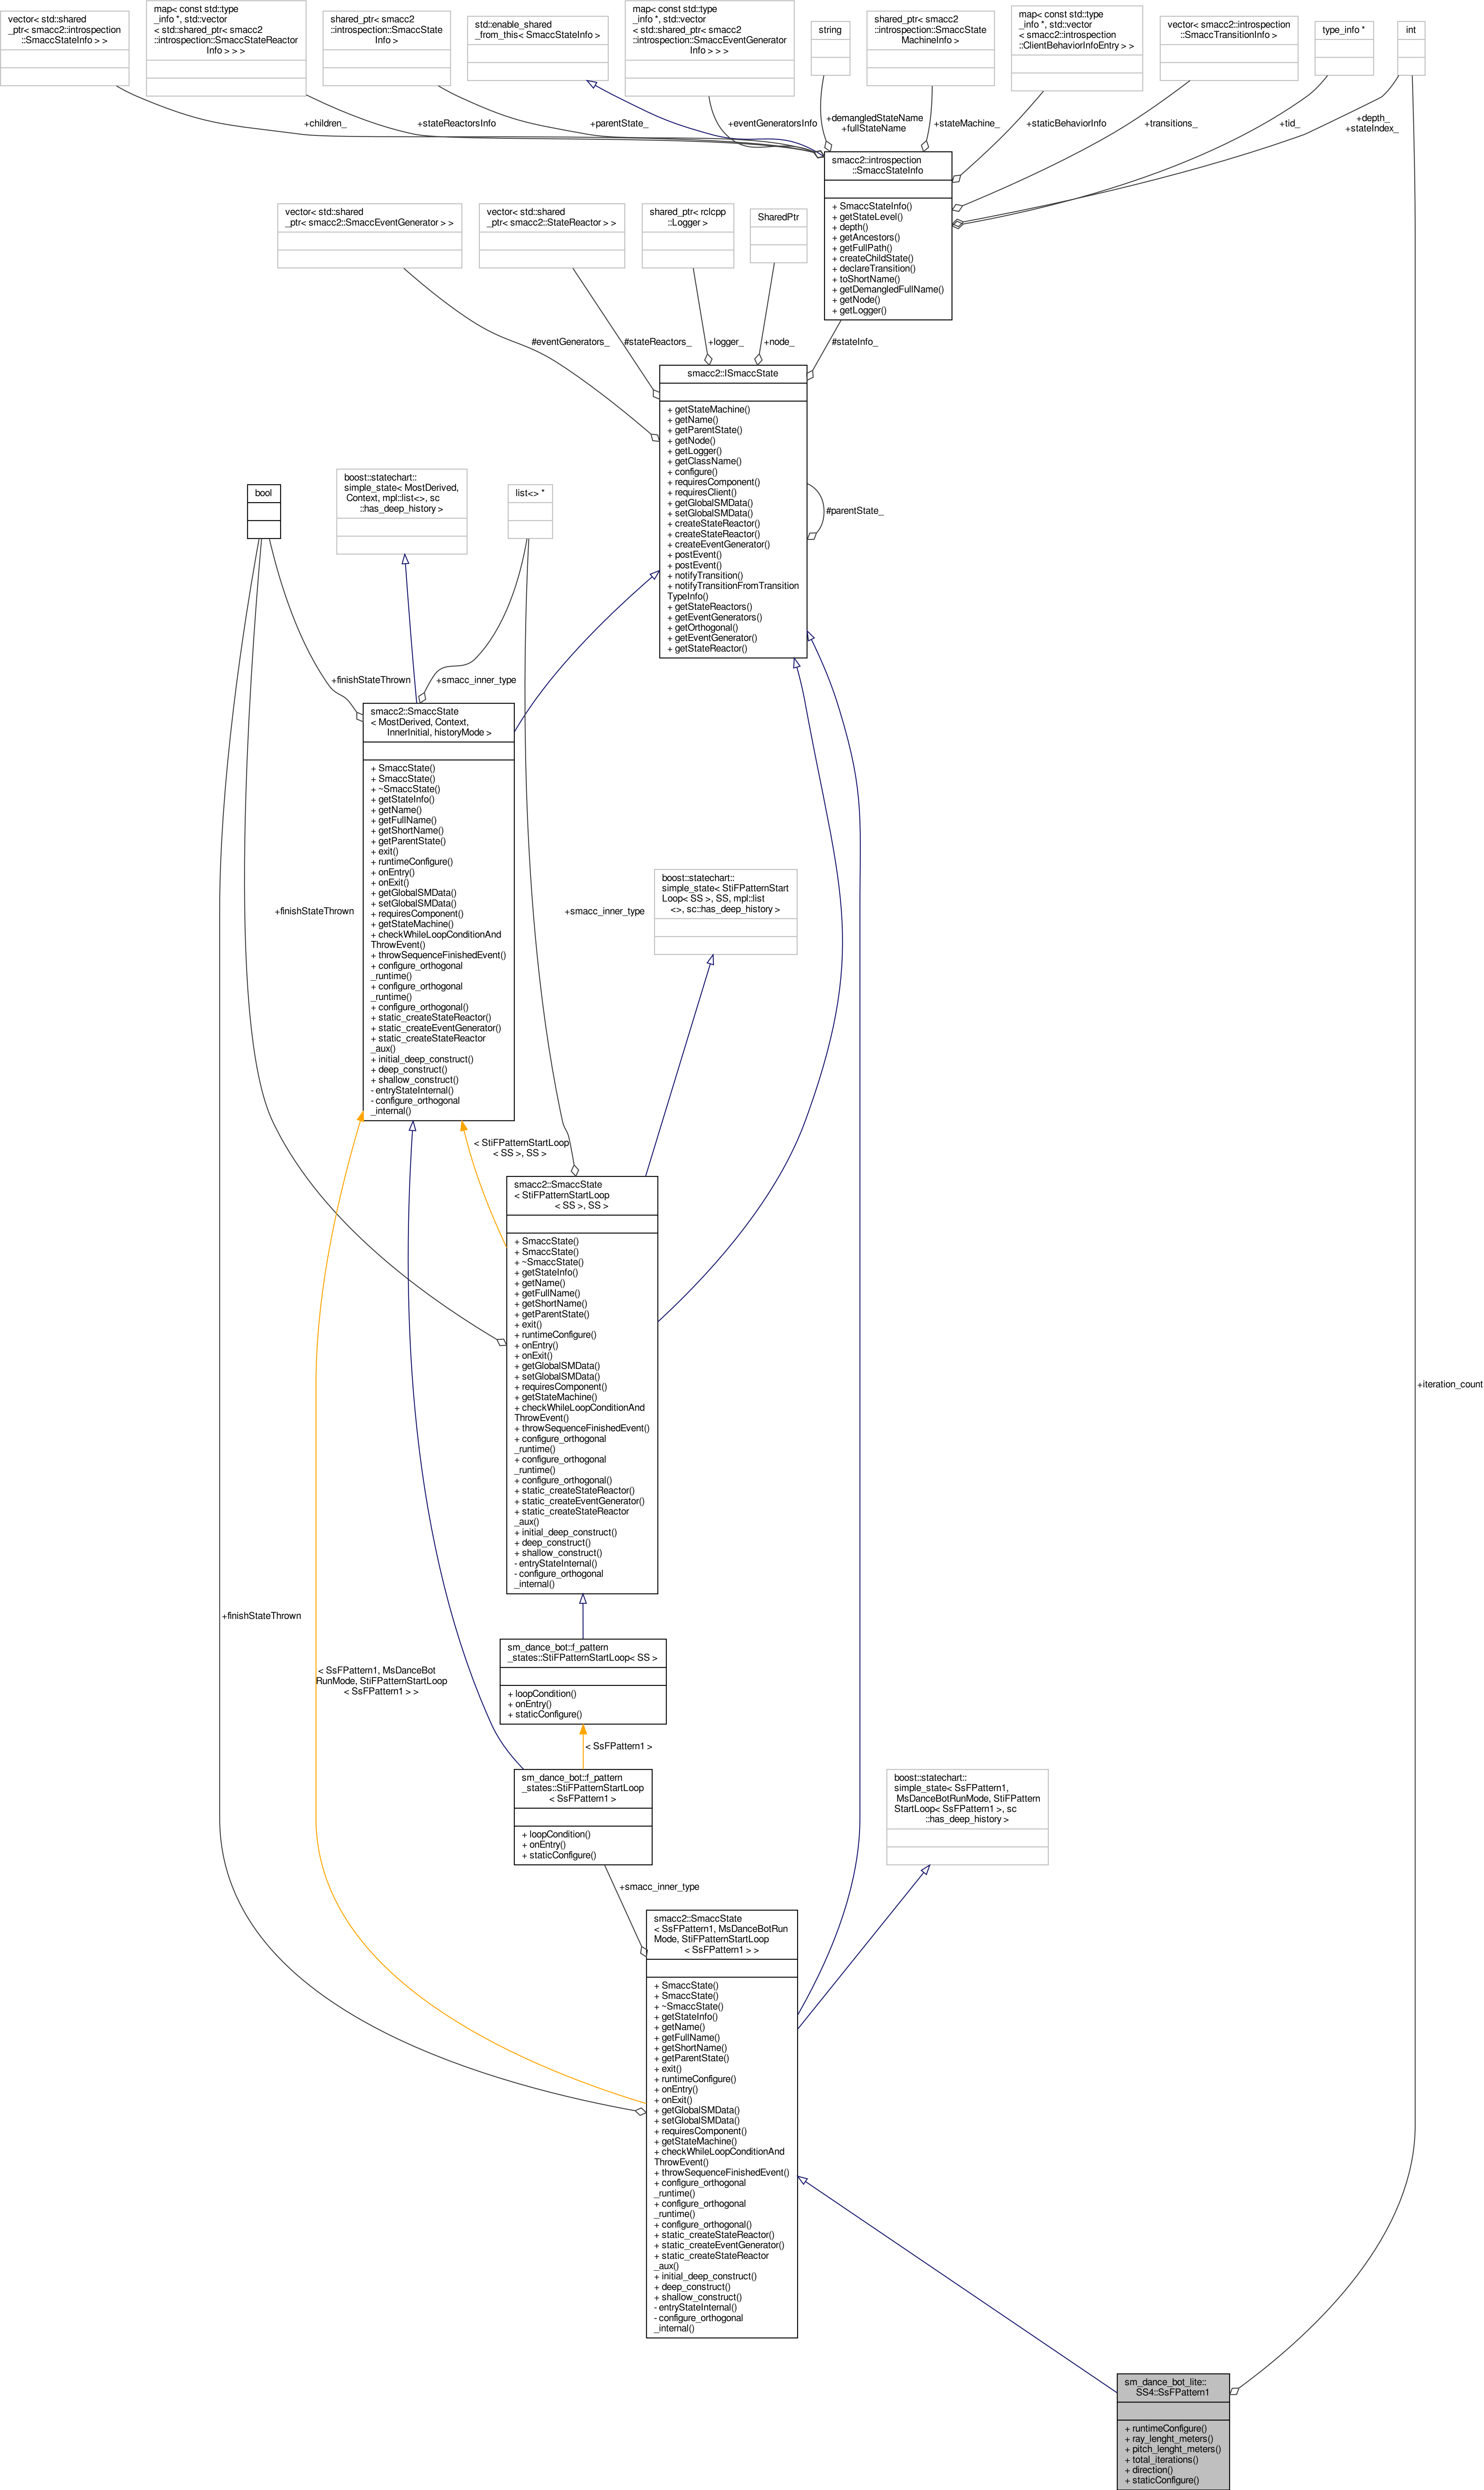 vector< std::shared
_ptr< smacc2::introspection
::SmaccStateInfo > >
map< const std::type
_info *, std::vector
< std::shared_ptr< smacc2
::introspection::SmaccStateReactor
Info > > >
shared_ptr< smacc2
::introspection::SmaccState
Info >
std::enable_shared
_from_this< SmaccStateInfo >
map< const std::type
_info *, std::vector
< std::shared_ptr< smacc2
::introspection::SmaccEventGenerator
Info > > >
string
shared_ptr< smacc2
::introspection::SmaccState
MachineInfo >
map< const std::type
_info *, std::vector
< smacc2::introspection
::ClientBehaviorInfoEntry > >
vector< smacc2::introspection
::SmaccTransitionInfo >
type_info *
int
+children_
+stateReactorsInfo
+parentState_
+eventGeneratorsInfo
+demangledStateName
+fullStateName
+stateMachine_
+staticBehaviorInfo
+transitions_
+tid_
+depth_
+stateIndex_
smacc2::introspection
::SmaccStateInfo
+ SmaccStateInfo()
+ getStateLevel()
+ depth()
+ getAncestors()
+ getFullPath()
+ createChildState()
+ declareTransition()
+ toShortName()
+ getDemangledFullName()
+ getNode()
+ getLogger()
vector< std::shared
_ptr< smacc2::SmaccEventGenerator > >
vector< std::shared
_ptr< smacc2::StateReactor > >
shared_ptr< rclcpp
::Logger >
SharedPtr
#eventGenerators_
#stateReactors_
+logger_
+node_
#stateInfo_
smacc2::ISmaccState
+ getStateMachine()
+ getName()
+ getParentState()
+ getNode()
+ getLogger()
+ getClassName()
+ configure()
+ requiresComponent()
+ requiresClient()
+ getGlobalSMData()
+ setGlobalSMData()
+ createStateReactor()
+ createStateReactor()
+ createEventGenerator()
+ postEvent()
+ postEvent()
+ notifyTransition()
+ notifyTransitionFromTransition
TypeInfo()
+ getStateReactors()
+ getEventGenerators()
+ getOrthogonal()
+ getEventGenerator()
+ getStateReactor()
#parentState_
bool
boost::statechart::
simple_state< MostDerived,
Context, mpl::list<>, sc
::has_deep_history >
list<> *
+finishStateThrown
+smacc_inner_type
smacc2::SmaccState
< MostDerived, Context,
InnerInitial, historyMode >
+ SmaccState()
+ SmaccState()
+ ~SmaccState()
+ getStateInfo()
+ getName()
+ getFullName()
+ getShortName()
+ getParentState()
+ exit()
+ runtimeConfigure()
+ onEntry()
+ onExit()
+ getGlobalSMData()
+ setGlobalSMData()
+ requiresComponent()
+ getStateMachine()
+ checkWhileLoopConditionAnd
ThrowEvent()
+ throwSequenceFinishedEvent()
+ configure_orthogonal
_runtime()
+ configure_orthogonal
_runtime()
+ configure_orthogonal()
+ static_createStateReactor()
+ static_createEventGenerator()
+ static_createStateReactor
_aux()
+ initial_deep_construct()
+ deep_construct()
+ shallow_construct()
- entryStateInternal()
- configure_orthogonal
_internal()
+finishStateThrown
+smacc_inner_type
boost::statechart::
simple_state< StiFPatternStart
Loop< SS >, SS, mpl::list
<>, sc::has_deep_history >
< StiFPatternStartLoop
< SS >, SS >
smacc2::SmaccState
< StiFPatternStartLoop
< SS >, SS >
+ SmaccState()
+ SmaccState()
+ ~SmaccState()
+ getStateInfo()
+ getName()
+ getFullName()
+ getShortName()
+ getParentState()
+ exit()
+ runtimeConfigure()
+ onEntry()
+ onExit()
+ getGlobalSMData()
+ setGlobalSMData()
+ requiresComponent()
+ getStateMachine()
+ checkWhileLoopConditionAnd
ThrowEvent()
+ throwSequenceFinishedEvent()
+ configure_orthogonal
_runtime()
+ configure_orthogonal
_runtime()
+ configure_orthogonal()
+ static_createStateReactor()
+ static_createEventGenerator()
+ static_createStateReactor
_aux()
+ initial_deep_construct()
+ deep_construct()
+ shallow_construct()
- entryStateInternal()
- configure_orthogonal
_internal()
+iteration_count
+finishStateThrown
< SsFPattern1, MsDanceBot
RunMode, StiFPatternStartLoop
< SsFPattern1 > >
sm_dance_bot::f_pattern
_states::StiFPatternStartLoop< SS >
+ loopCondition()
+ onEntry()
+ staticConfigure()
< SsFPattern1 >
sm_dance_bot::f_pattern
_states::StiFPatternStartLoop
< SsFPattern1 >
+ loopCondition()
+ onEntry()
+ staticConfigure()
boost::statechart::
simple_state< SsFPattern1,
MsDanceBotRunMode, StiFPattern
StartLoop< SsFPattern1 >, sc
::has_deep_history >
+smacc_inner_type
smacc2::SmaccState
< SsFPattern1, MsDanceBotRun
Mode, StiFPatternStartLoop
< SsFPattern1 > >
+ SmaccState()
+ SmaccState()
+ ~SmaccState()
+ getStateInfo()
+ getName()
+ getFullName()
+ getShortName()
+ getParentState()
+ exit()
+ runtimeConfigure()
+ onEntry()
+ onExit()
+ getGlobalSMData()
+ setGlobalSMData()
+ requiresComponent()
+ getStateMachine()
+ checkWhileLoopConditionAnd
ThrowEvent()
+ throwSequenceFinishedEvent()
+ configure_orthogonal
_runtime()
+ configure_orthogonal
_runtime()
+ configure_orthogonal()
+ static_createStateReactor()
+ static_createEventGenerator()
+ static_createStateReactor
_aux()
+ initial_deep_construct()
+ deep_construct()
+ shallow_construct()
- entryStateInternal()
- configure_orthogonal
_internal()
sm_dance_bot_lite::
SS4::SsFPattern1
+ runtimeConfigure()
+ ray_lenght_meters()
+ pitch_lenght_meters()
+ total_iterations()
+ direction()
+ staticConfigure()